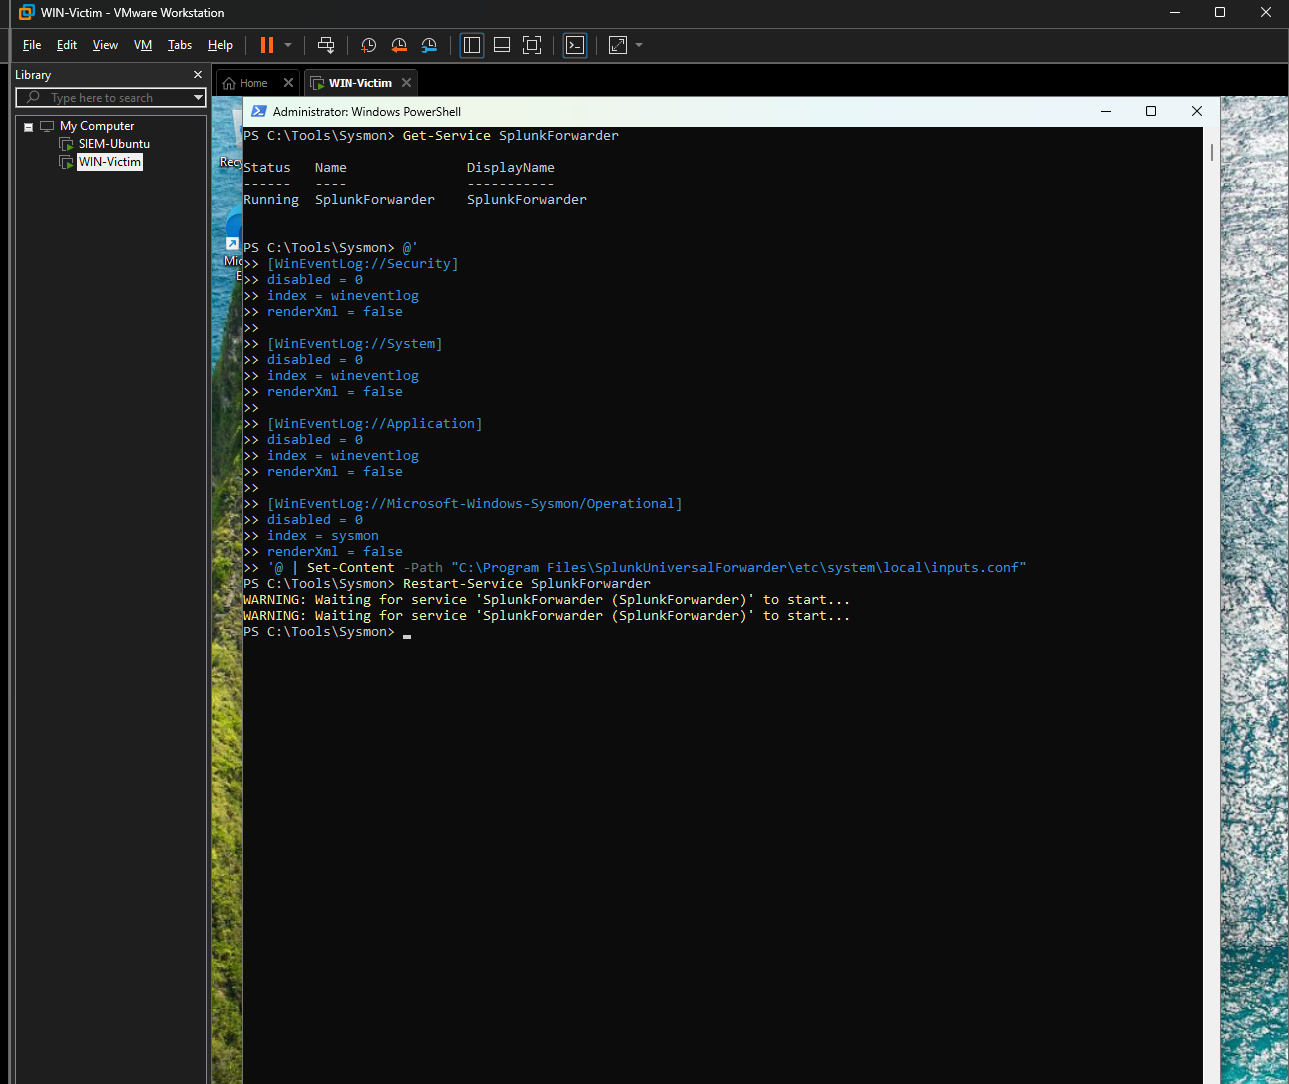 WIN-Victim - VMware Workstation
File Edit View VM Tabs Help
Library
Type here to search
My Computer
SIEM-Ubuntu
WIN-Victim
Home
WIN-Victim
Administrator: Windows PowerShell
PS C:\Tools\Sysmon> Get-Service SplunkForwarder
Status   Name               DisplayName
------   ----               -----------
Running  SplunkForwarder    SplunkForwarder
PS C:\Tools\Sysmon> @'
>> [WinEventLog://Security]
>> disabled = 0
>> index = wineventlog
>> renderXml = false
>>
>> [WinEventLog://System]
>> disabled = 0
>> index = wineventlog
>> renderXml = false
>>
>> [WinEventLog://Application]
>> disabled = 0
>> index = wineventlog
>> renderXml = false
>>
>> [WinEventLog://Microsoft-Windows-Sysmon/Operational]
>> disabled = 0
>> index = sysmon
>> renderXml = false
>> '@ | Set-Content -Path "C:\Program Files\SplunkUniversalForwarder\etc\system\local\inputs.conf"
PS C:\Tools\Sysmon> Restart-Service SplunkForwarder
WARNING: Waiting for service 'SplunkForwarder (SplunkForwarder)' to start...
WARNING: Waiting for service 'SplunkForwarder (SplunkForwarder)' to start...
PS C:\Tools\Sysmon>